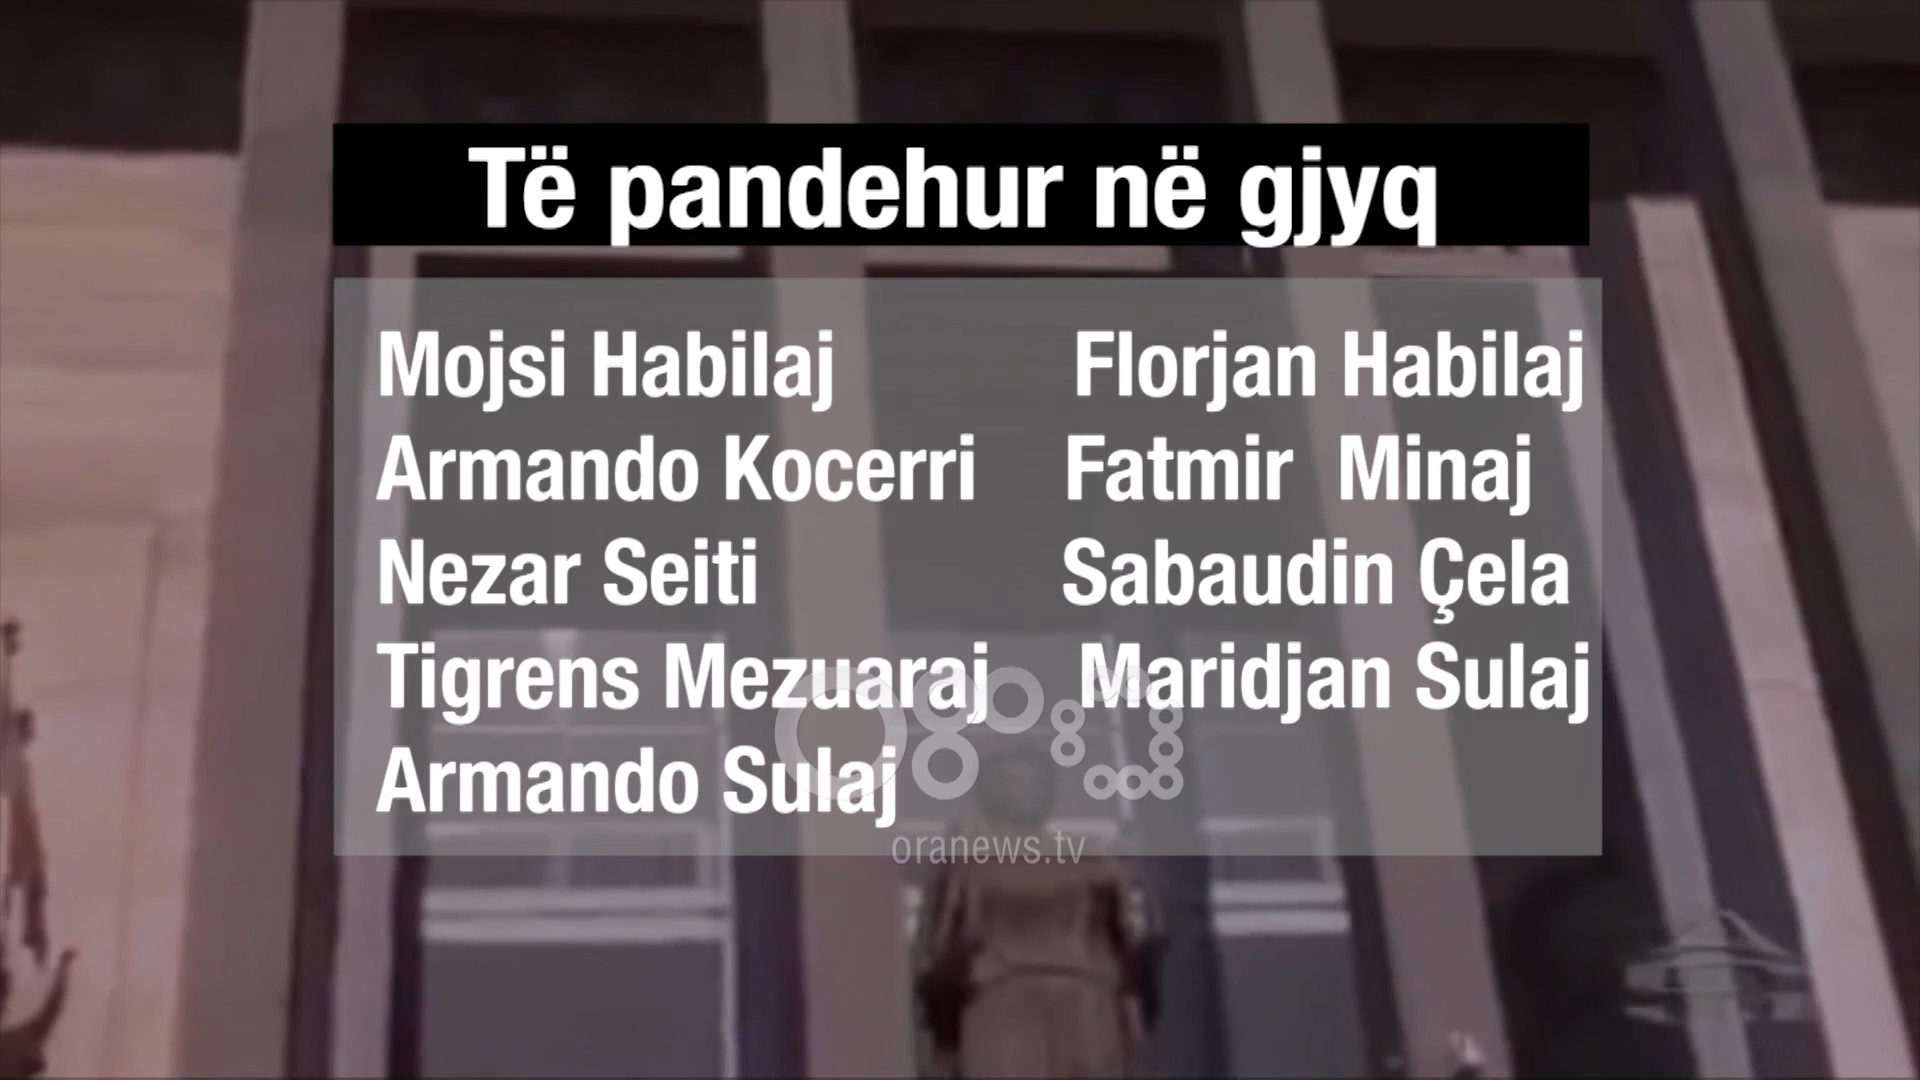 Të pandehur në gjyq
Mojsi Habilaj Florjan Habilaj
Armando Kocerri Fatmir Minaj
Nezar Seiti Sabaudin Çela
Tigrens Mezuaraj Maridjan Sulaj
Armando Sulaj
oranews.tv